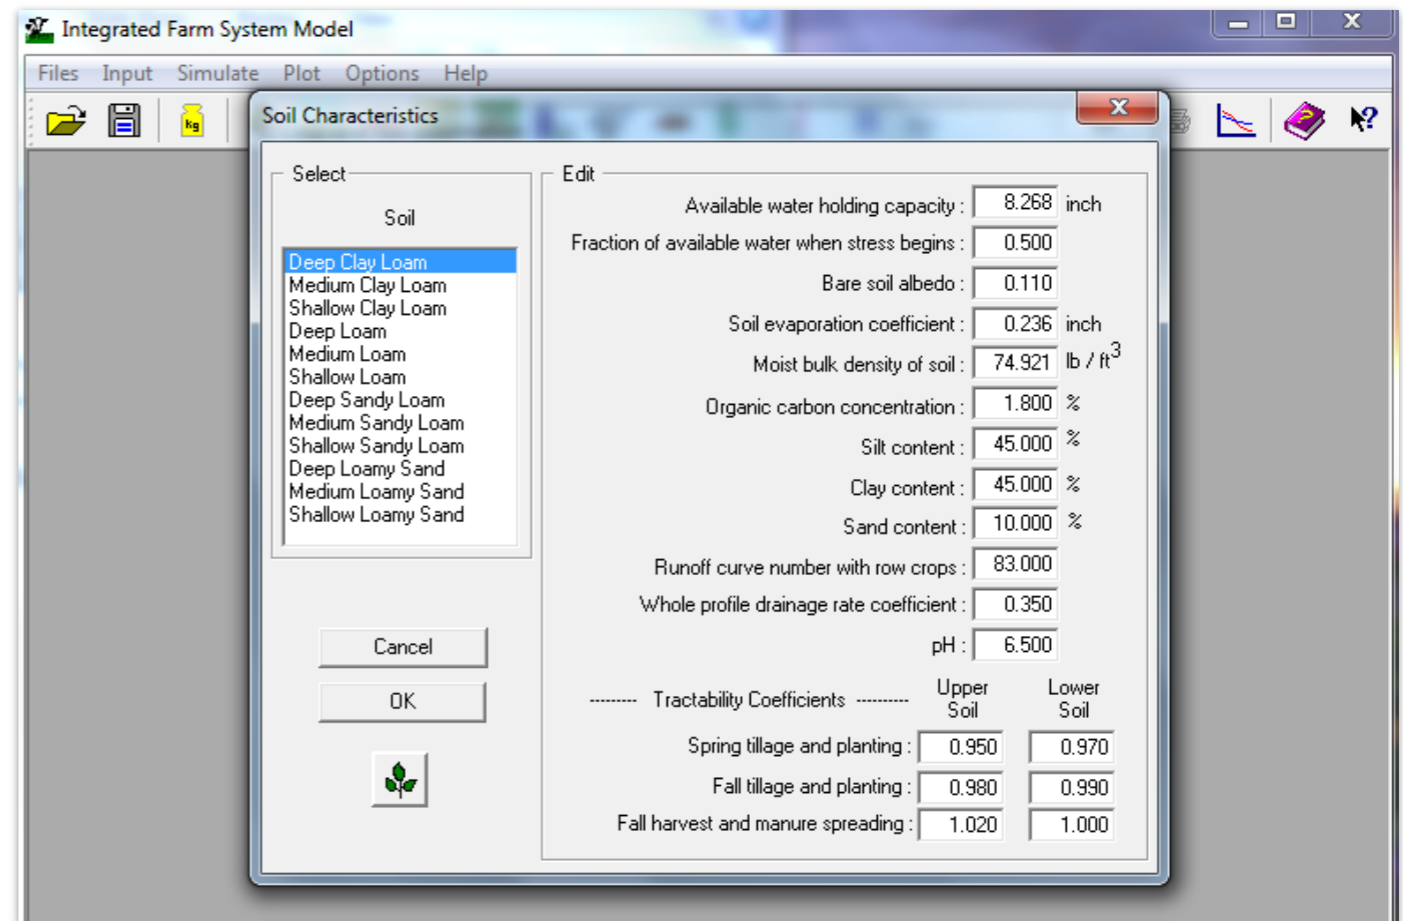 Integrated Farm System Model
Files Input Simulate Plot Options Help
kg
Soil Characteristics
Select
Soil
Deep Clay Loam
Medium Clay Loam
Shallow Clay Loam
Deep Loam
Medium Loam
Shallow Loam
Deep Sandy Loam
Medium Sandy Loam
Shallow Sandy Loam
Deep Loamy Sand
Medium Loamy Sand
Shallow Loamy Sand
Cancel
OK
Edit
Available water holding capacity : 8.268 inch
Fraction of available water when stress begins : 0.500
Bare soil albedo : 0.110
Soil evaporation coefficient : 0.236 inch
Moist bulk density of soil : 74.921 lb / ft3
Organic carbon concentration : 1.800 %
Silt content : 45.000 %
Clay content : 45.000 %
Sand content : 10.000 %
Runoff curve number with row crops : 83.000
Whole profile drainage rate coefficient : 0.350
pH : 6.500
--------- Tractability Coefficients ---------- Upper Soil Lower Soil
Spring tillage and planting : 0.950 0.970
Fall tillage and planting : 0.980 0.990
Fall harvest and manure spreading : 1.020 1.000